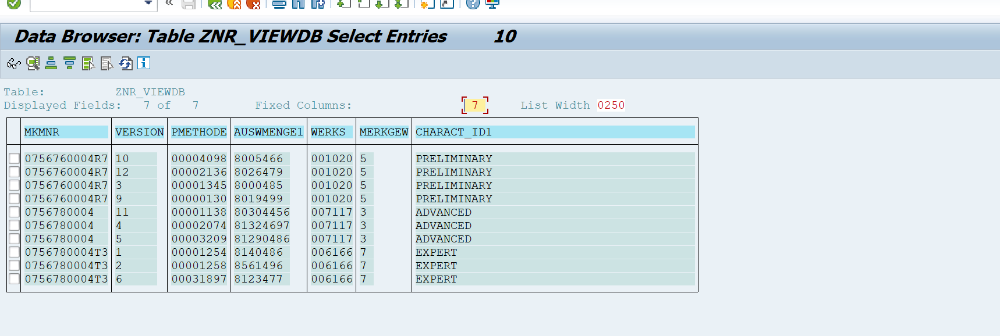 Data Browser: Table ZNR_VIEWDB Select Entries 10
Table: ZNR_VIEWDB
Displayed Fields: 7 of 7 Fixed Columns: 7 List Width 0250
MKMNR VERSION PMETHODE AUSWMENGE1 WERKS MERKGEW CHARACT_ID1
0756760004R7 10 00004098 8005466 001020 5 PRELIMINARY
0756760004R7 12 00002136 8026479 001020 5 PRELIMINARY
0756760004R7 3 00001345 8000485 001020 5 PRELIMINARY
0756760004R7 9 00000130 8019499 001020 5 PRELIMINARY
0756780004 11 00001138 80304456 007117 3 ADVANCED
0756780004 4 00002074 81324697 007117 3 ADVANCED
0756780004 5 00003209 81290486 007117 3 ADVANCED
0756780004T3 1 00001254 8140486 006166 7 EXPERT
0756780004T3 2 00001258 8561496 006166 7 EXPERT
0756780004T3 6 00031897 8123477 006166 7 EXPERT